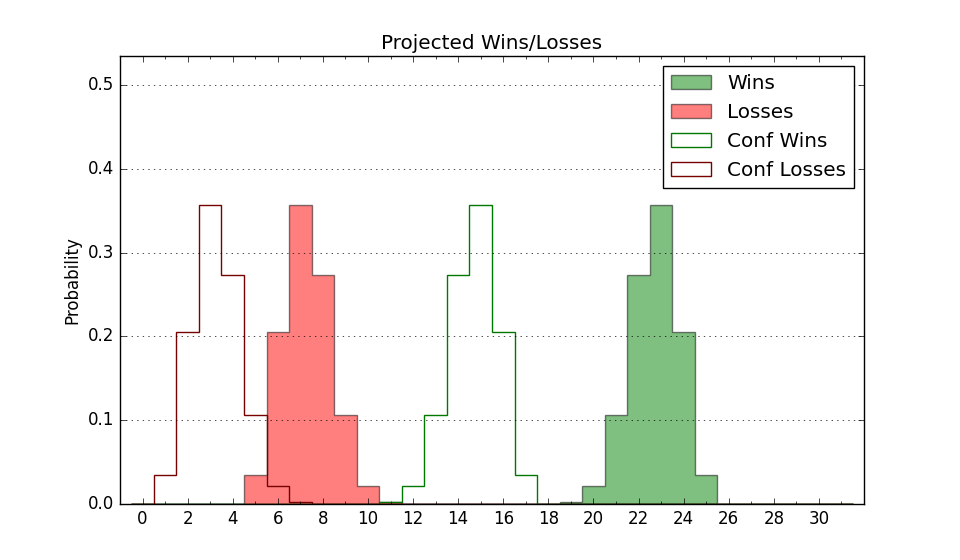 Projected Wins/Losses
Wins
Losses
Conf Wins
Conf Losses
Probability
0.5
0.4
0.3
0.2
0.1
0.0
0 2 4 6 8 10 12 14 16 18 20 22 24 26 28 30